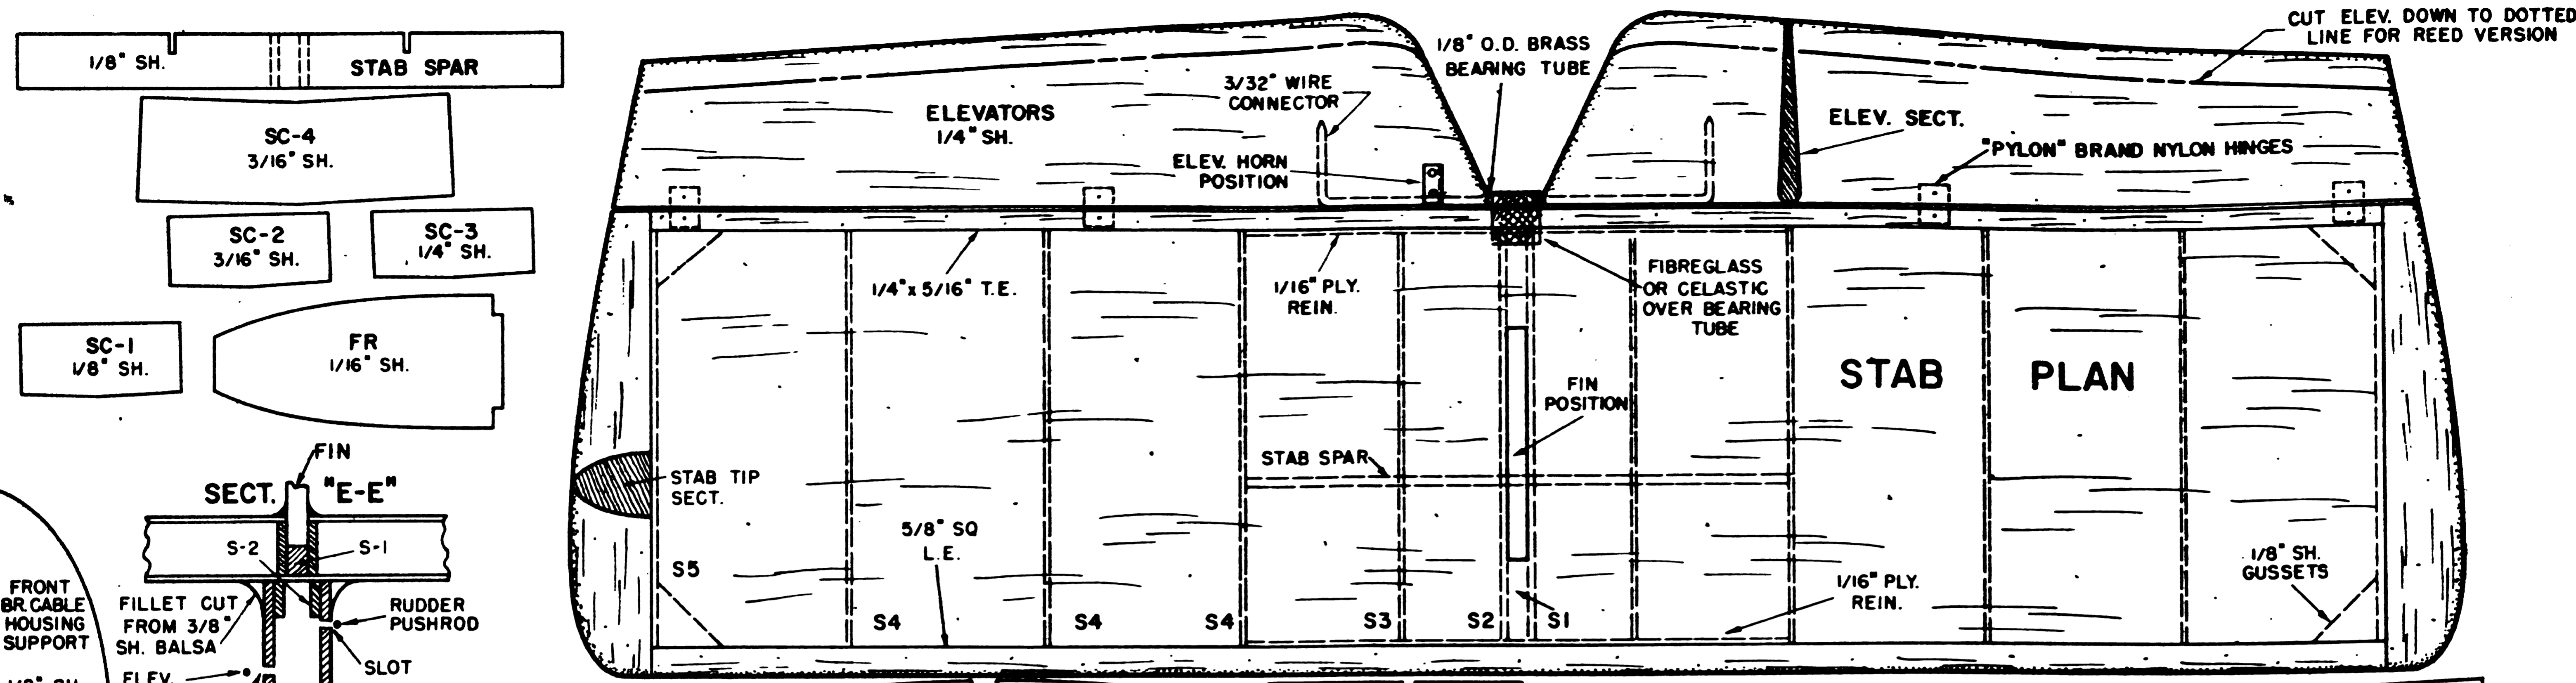 1/8" SH.
STAB SPAR
SC-4
3/16" SH.
SC-2
3/16" SH.
SC-3
1/4" SH.
SC-1
1/8" SH.
FR
1/16" SH.
FIN
SECT. "E-E"
S-2
S-1
FRONT
BR. CABLE
HOUSING
SUPPORT
FILLET CUT
FROM 3/8"
SH. BALSA
RUDDER
PUSHROD
SLOT
ELEV.
1/8" SH.
ELEVATORS
1/4" SH.
3/32" WIRE
CONNECTOR
1/8" O.D. BRASS
BEARING TUBE
ELEV. HORN
POSITION
CUT ELEV. DOWN TO DOTTED
LINE FOR REED VERSION
ELEV. SECT.
"PYLON" BRAND NYLON HINGES
1/4" x 5/16" T.E.
1/16" PLY.
REIN.
FIBREGLASS
OR CELASTIC
OVER BEARING
TUBE
FIN
POSITION
STAB PLAN
STAB SPAR
STAB TIP
SECT.
5/8" SQ
L.E.
1/8" SH.
GUSSETS
1/16" PLY.
REIN.
S5
S4
S4
S4
S3
S2
S1